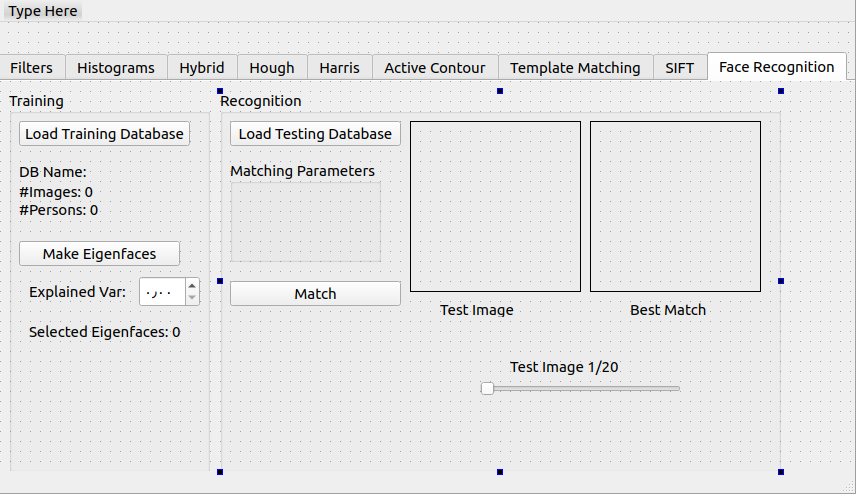 Type Here
Filters Histograms Hybrid Hough Harris Active Contour Template Matching SIFT Face Recognition
Training
Load Training Database
DB Name:
#Images: 0
#Persons: 0
Make Eigenfaces
Explained Var: ٠٫٠٠
Selected Eigenfaces: 0
Recognition
Load Testing Database
Matching Parameters
Match
Test Image
Best Match
Test Image 1/20